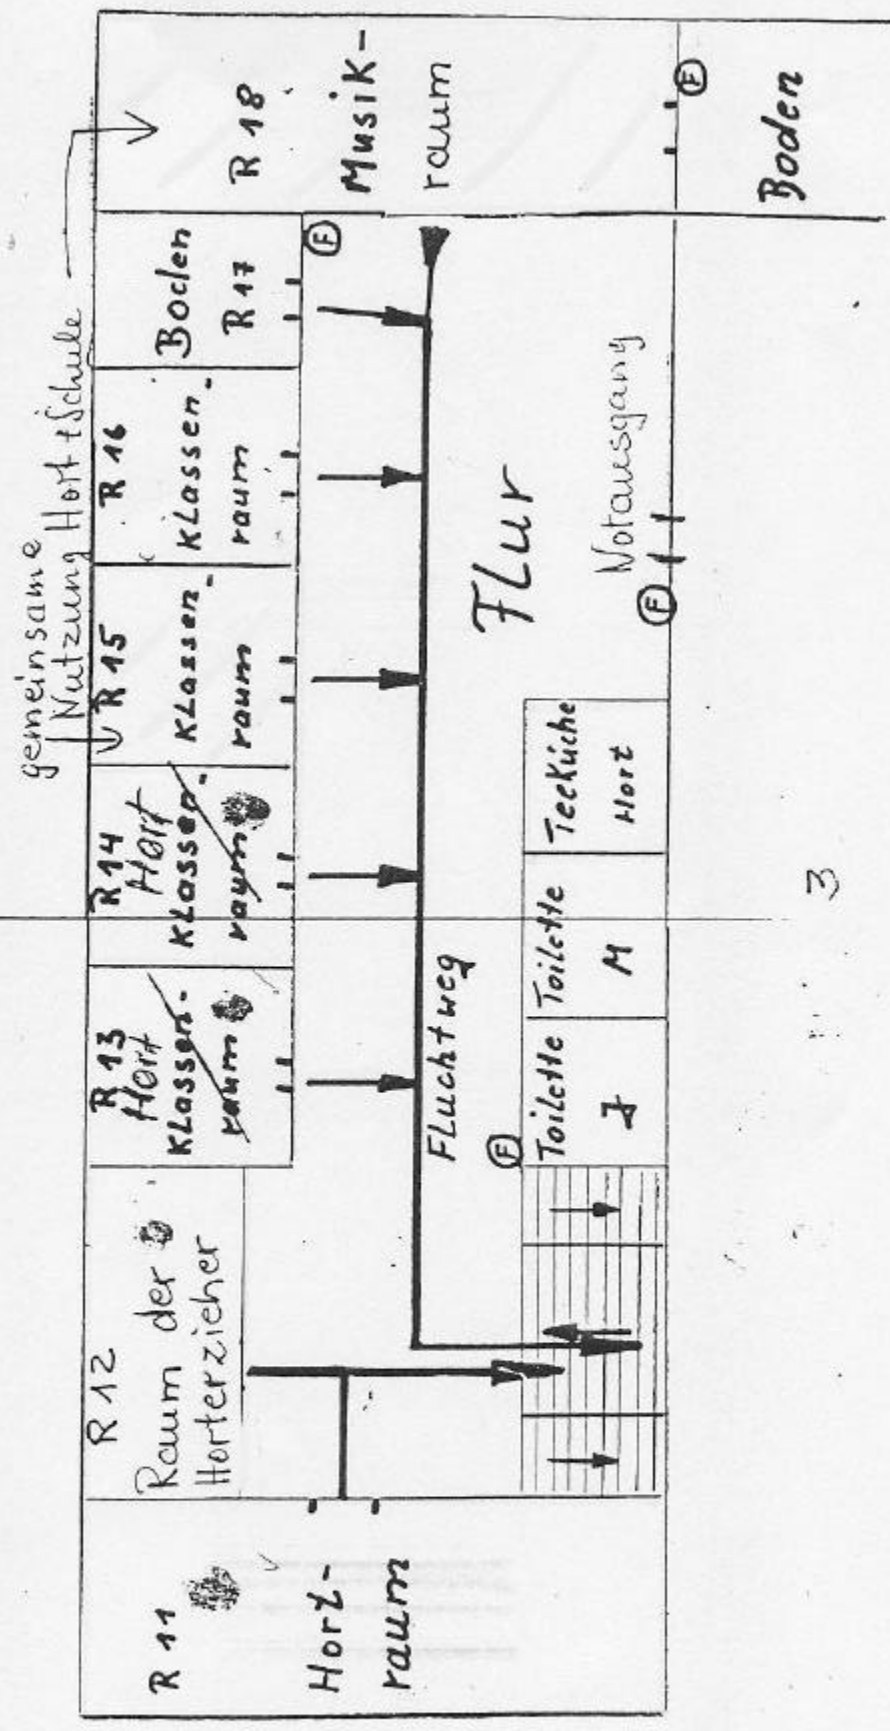 gemeinsame
Nutzung Hort + Schule
R 11
Hort-
raum
R 12
Raum der
Horterzieher
R 13
Hort
Klassen-
raum
R 14
Hort
Klassen-
raum
R 15
Klassen-
raum
R 16
Klassen-
raum
Boden
R 17
R 18
Musik-
raum
F
Fluchtweg
Flur
Notausgang
F
F
Toilette
J
Toilette
M
Teeküche
Hort
F
Boden
3